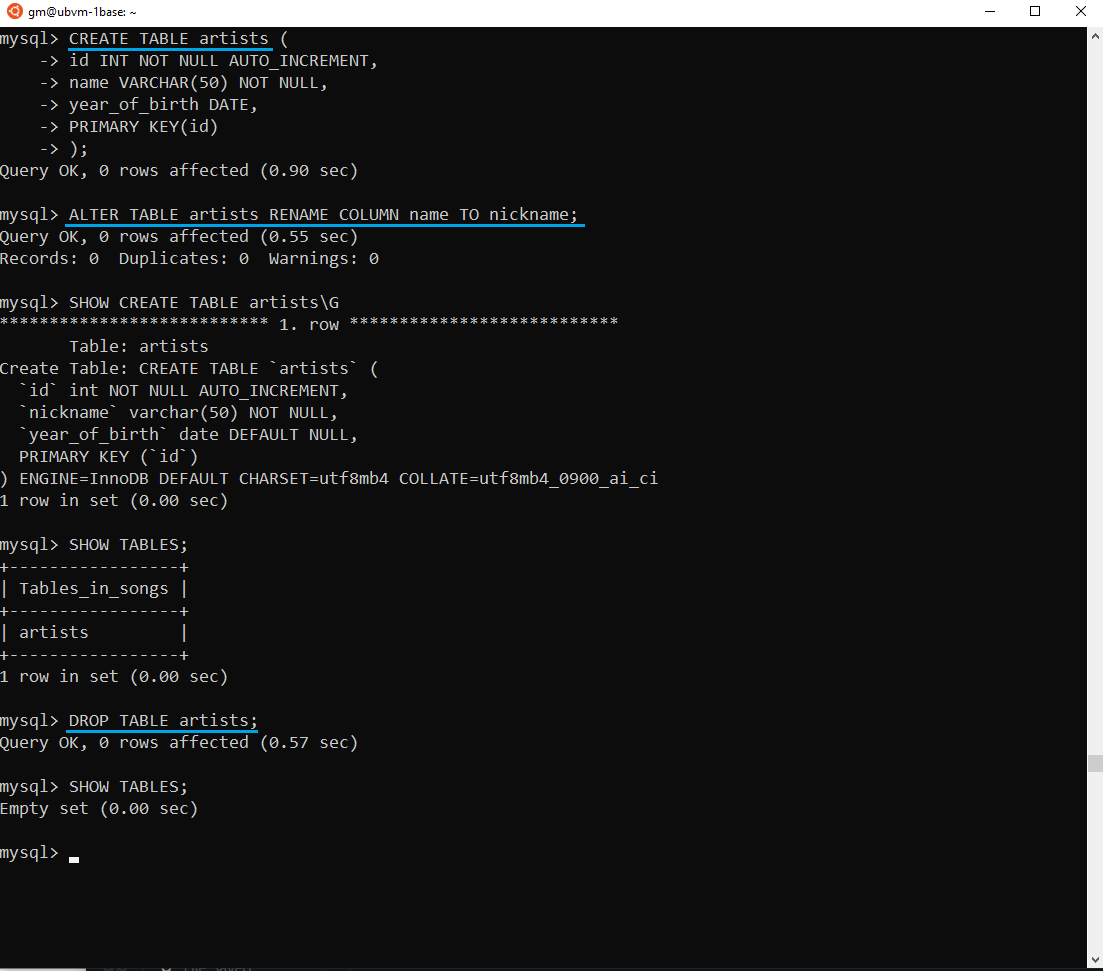 gm@ubvm-1base: ~
mysql> CREATE TABLE artists (
    -> id INT NOT NULL AUTO_INCREMENT,
    -> name VARCHAR(50) NOT NULL,
    -> year_of_birth DATE,
    -> PRIMARY KEY(id)
    -> );
Query OK, 0 rows affected (0.90 sec)
mysql> ALTER TABLE artists RENAME COLUMN name TO nickname;
Query OK, 0 rows affected (0.55 sec)
Records: 0  Duplicates: 0  Warnings: 0
mysql> SHOW CREATE TABLE artists\G
*************************** 1. row ***************************
       Table: artists
Create Table: CREATE TABLE `artists` (
  `id` int NOT NULL AUTO_INCREMENT,
  `nickname` varchar(50) NOT NULL,
  `year_of_birth` date DEFAULT NULL,
  PRIMARY KEY (`id`)
) ENGINE=InnoDB DEFAULT CHARSET=utf8mb4 COLLATE=utf8mb4_0900_ai_ci
1 row in set (0.00 sec)
mysql> SHOW TABLES;
+-----------------+
| Tables_in_songs |
+-----------------+
| artists         |
+-----------------+
1 row in set (0.00 sec)
mysql> DROP TABLE artists;
Query OK, 0 rows affected (0.57 sec)
mysql> SHOW TABLES;
Empty set (0.00 sec)
mysql>